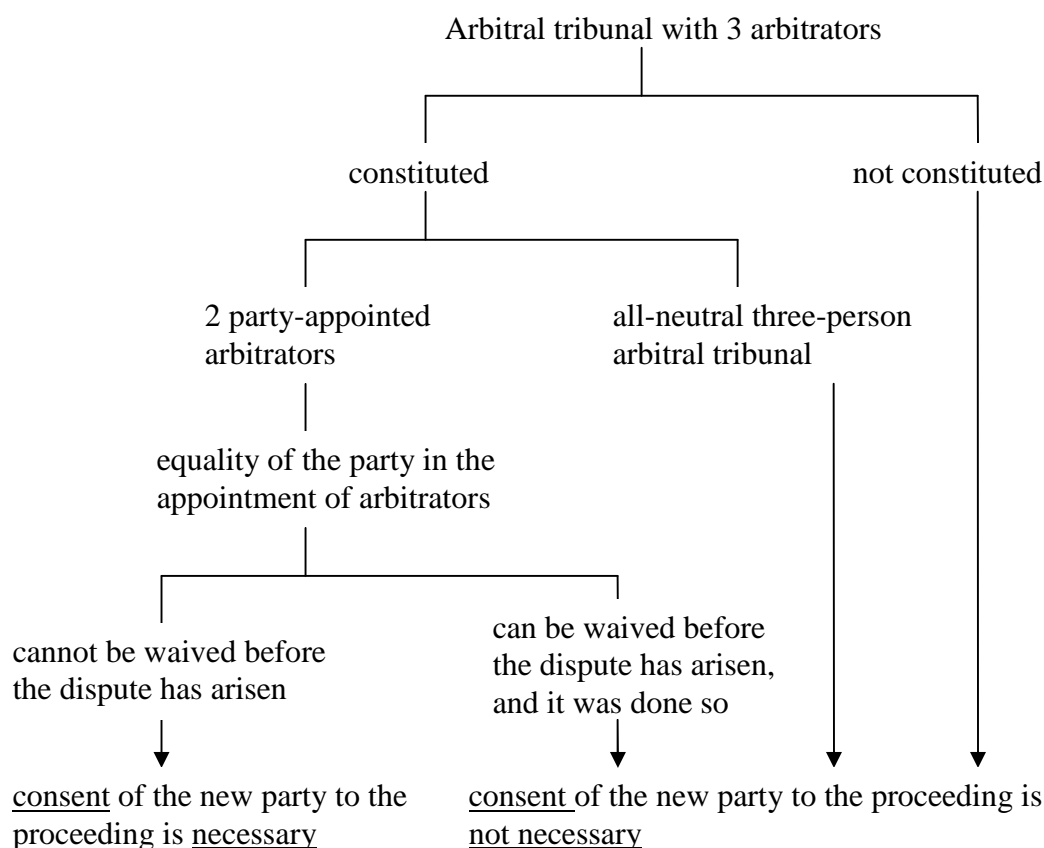 Arbitral tribunal with 3 arbitrators
constituted
not constituted
2 party-appointed
arbitrators
all-neutral three-person
arbitral tribunal
equality of the party in the
appointment of arbitrators
cannot be waived before
the dispute has arisen
can be waived before
the dispute has arisen,
and it was done so
consent of the new party to the
proceeding is necessary
consent of the new party to the proceeding is
not necessary